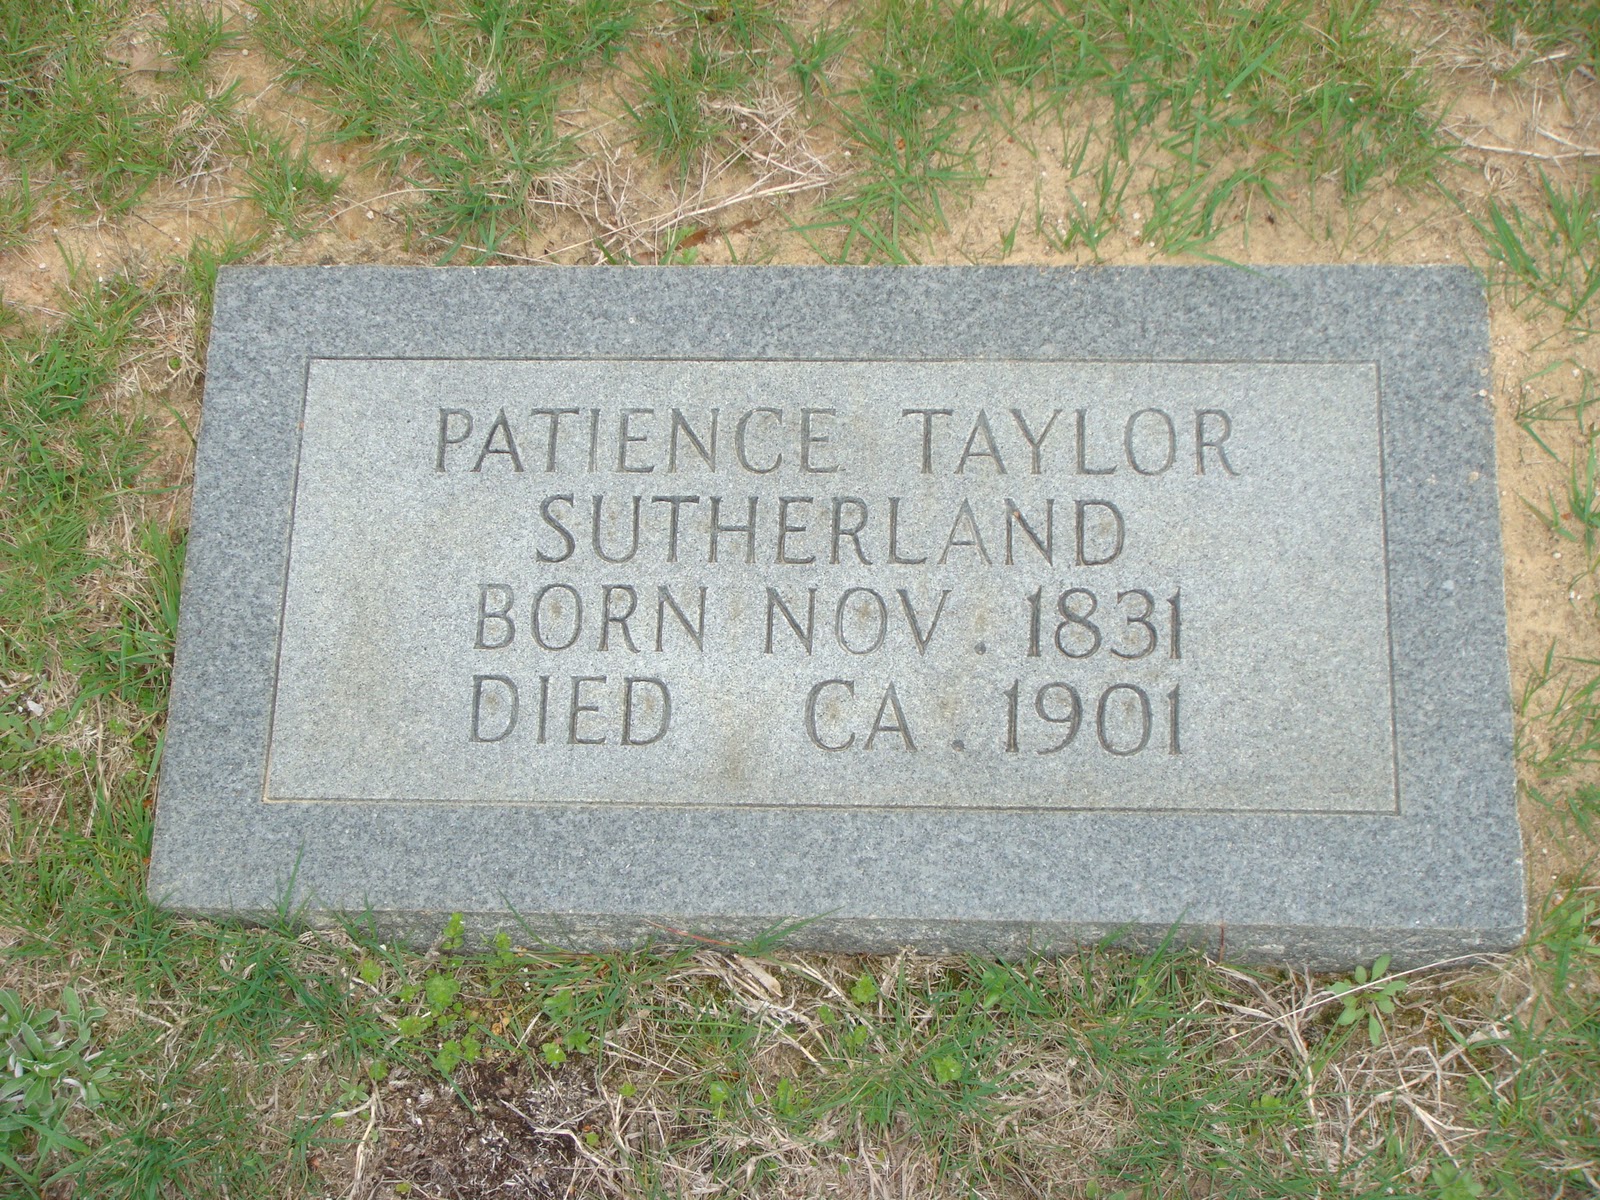 PATIENCE TAYLOR
SUTHERLAND
BORN NOV. 1831
DIED CA. 1901